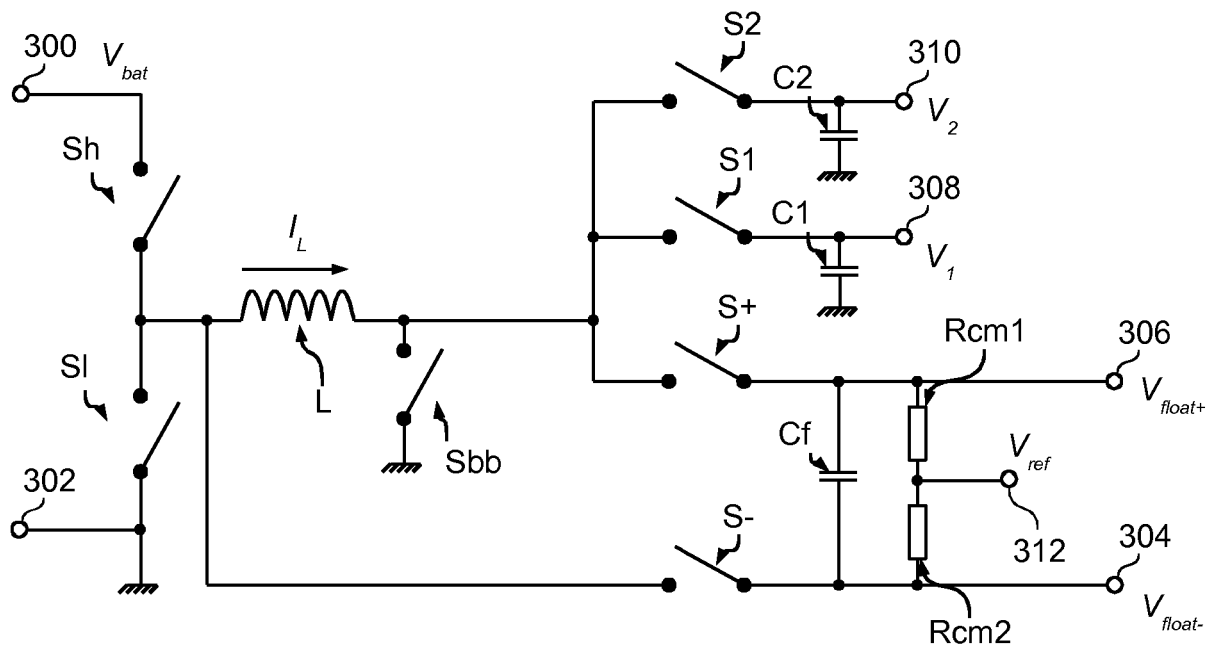 S2
300
V_bat
310
C2
V_2
Sh
S1
308
C1
V_1
I_L
S+
Rcm1
306
Sl
L
V_float+
Sbb
Cf
V_ref
302
S-
312
304
Rcm2
V_float-